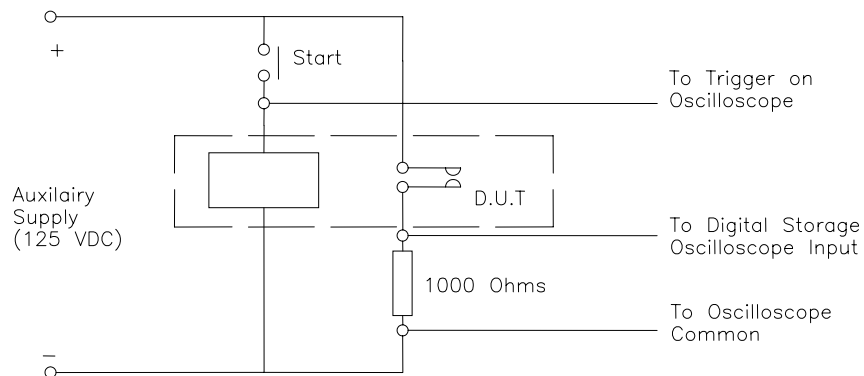 +
Start
To Trigger on
Oscilloscope
Auxilairy
Supply
(125 VDC)
D.U.T
To Digital Storage
Oscilloscope Input
1000 Ohms
To Oscilloscope
Common
−